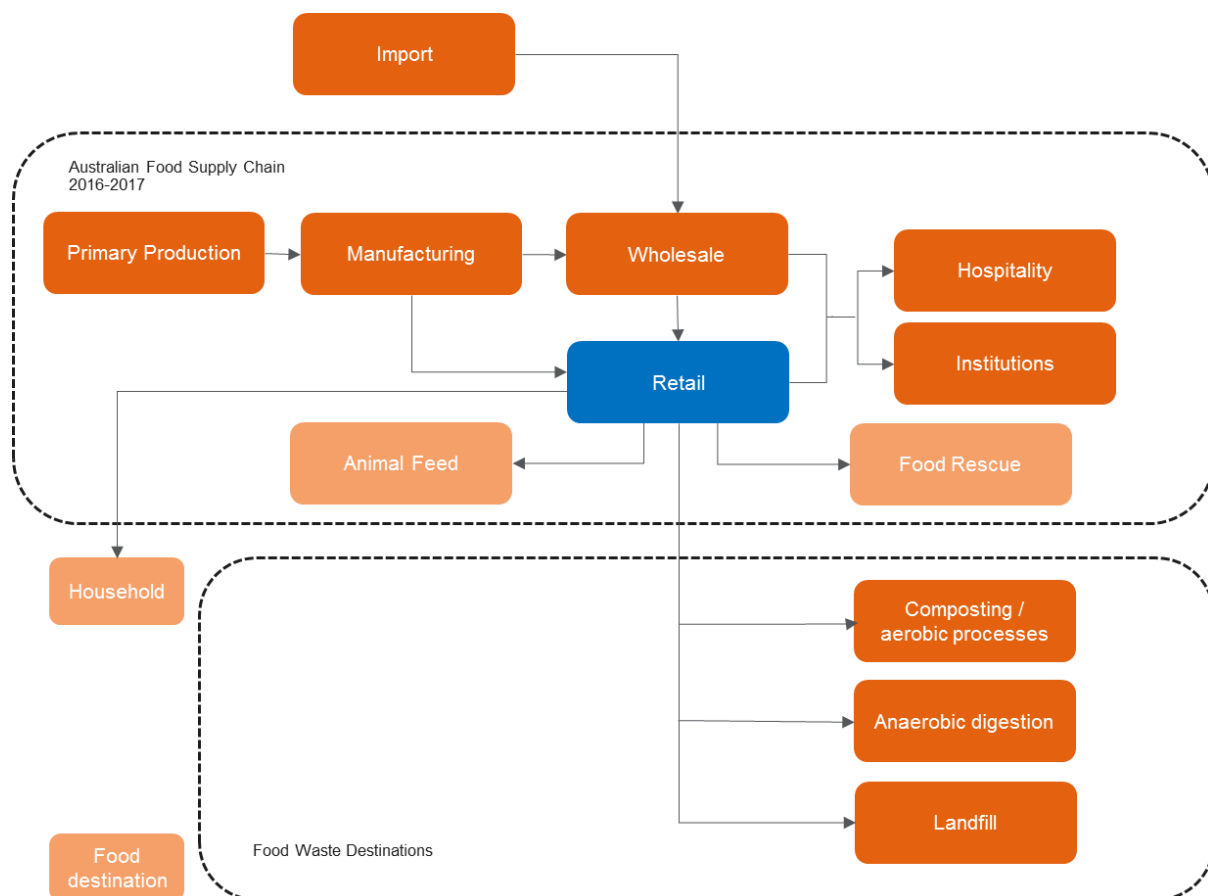 Import
Australian Food Supply Chain
2016-2017
Primary Production
Manufacturing
Wholesale
Hospitality
Institutions
Retail
Animal Feed
Food Rescue
Household
Composting /
aerobic processes
Anaerobic digestion
Landfill
Food Waste Destinations
Food
destination